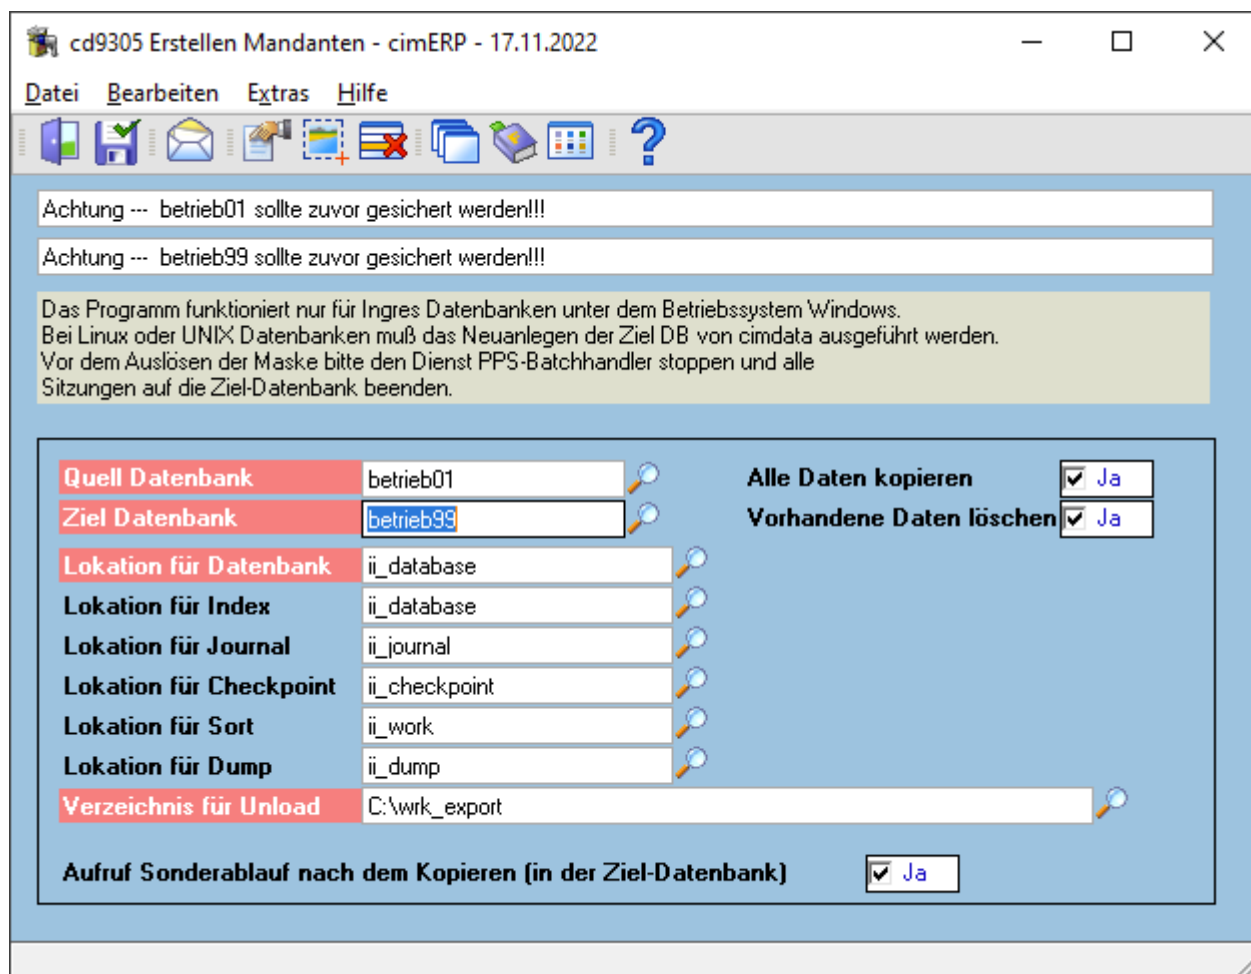 cd9305 Erstellen Mandanten - cimERP - 17.11.2022
Datei Bearbeiten Extras Hilfe
Achtung --- betrieb01 sollte zuvor gesichert werden!!!
Achtung --- betrieb99 sollte zuvor gesichert werden!!!
Das Programm funktioniert nur für Ingres Datenbanken unter dem Betriebssystem Windows.
Bei Linux oder UNIX Datenbanken muß das Neuanlegen der Ziel DB von cimdata ausgeführt werden.
Vor dem Auslösen der Maske bitte den Dienst PPS-Batchhandler stoppen und alle
Sitzungen auf die Ziel-Datenbank beenden.
Quell Datenbank betrieb01 Alle Daten kopieren Ja
Ziel Datenbank betrieb99 Vorhandene Daten löschen Ja
Lokation für Datenbank ii_database
Lokation für Index ii_database
Lokation für Journal ii_journal
Lokation für Checkpoint ii_checkpoint
Lokation für Sort ii_work
Lokation für Dump ii_dump
Verzeichnis für Unload C:\wrk_export
Aufruf Sonderablauf nach dem Kopieren (in der Ziel-Datenbank) Ja